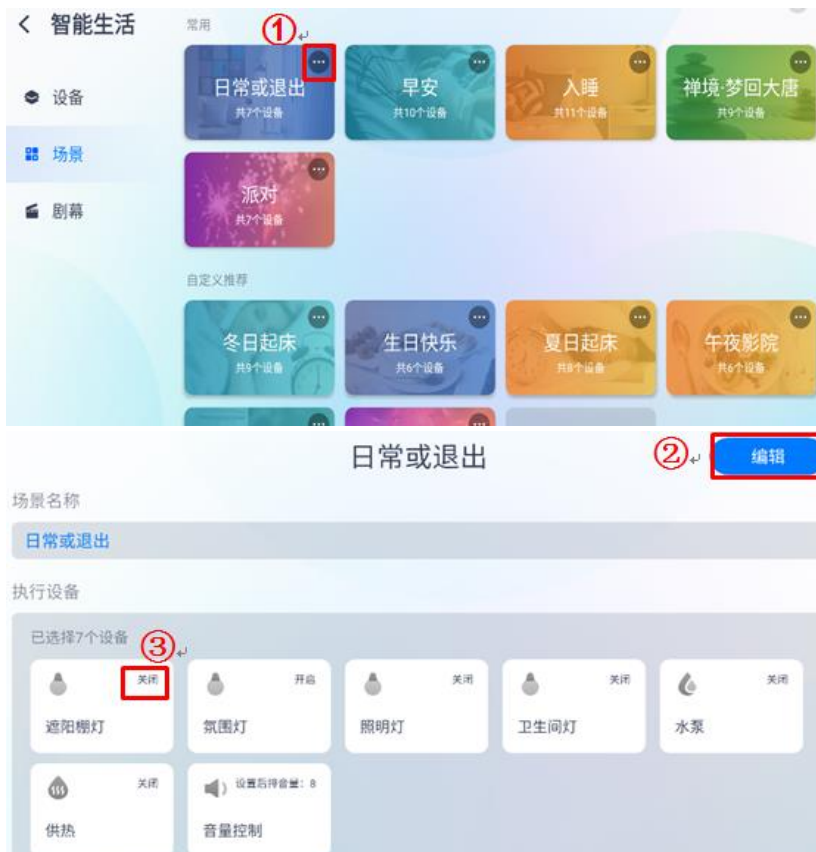 智能生活
常用
①
日常或退出
共7个设备
早安
共10个设备
入睡
共11个设备
禅境·梦回大唐
共9个设备
设备
场景
剧幕
派对
共7个设备
自定义推荐
冬日起床
共9个设备
生日快乐
共6个设备
夏日起床
共8个设备
午夜影院
共6个设备
日常或退出
②
编辑
场景名称
日常或退出
执行设备
已选择7个设备
③
关闭
遮阳棚灯
开启
氛围灯
关闭
照明灯
关闭
卫生间灯
关闭
水泵
关闭
供热
设置后排音量：8
音量控制